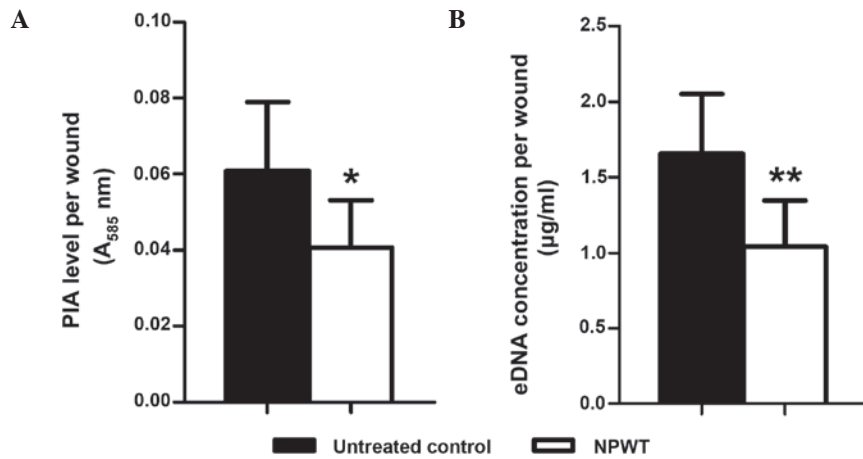 A
PIA level per wound
(A585 nm)
0.10
0.08
0.06
0.04
0.02
0.00
*
B
eDNA concentration per wound
(µg/ml)
2.5
2.0
1.5
1.0
0.5
0.0
**
Untreated control NPWT